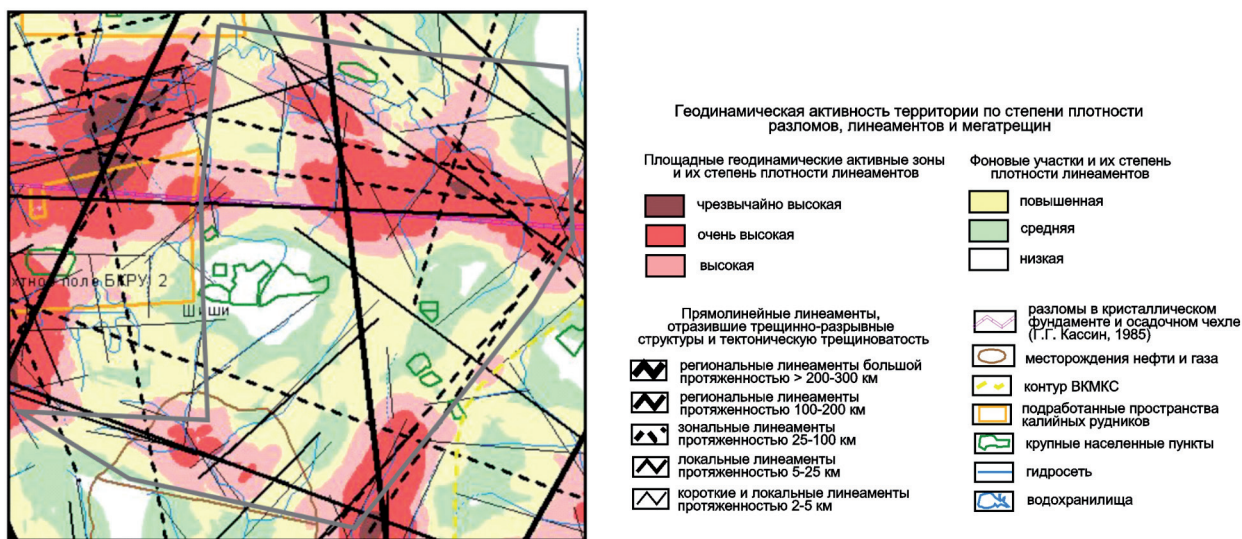 хтное поле БКРУ 2
Шиши
Геодинамическая активность территории по степени плотности
разломов, линеаментов и мегатрещин
Площадные геодинамические активные зоны
и их степень плотности линеаментов
чрезвычайно высокая
очень высокая
высокая
Фоновые участки и их степень
плотности линеаментов
повышенная
средняя
низкая
Прямолинейные линеаменты,
отразившие трещинно-разрывные
структуры и тектоническую трещиноватость
региональные линеаменты большой
протяженностью > 200-300 км
региональные линеаменты
протяженностью 100-200 км
зональные линеаменты
протяженностью 25-100 км
локальные линеаменты
протяженностью 5-25 км
короткие и локальные линеаменты
протяженностью 2-5 км
разломы в кристаллическом
фундаменте и осадочном чехле
(Г.Г. Кассин, 1985)
месторождения нефти и газа
контур ВКМКС
подработанные пространства
калийных рудников
крупные населенные пункты
гидросеть
водохранилища